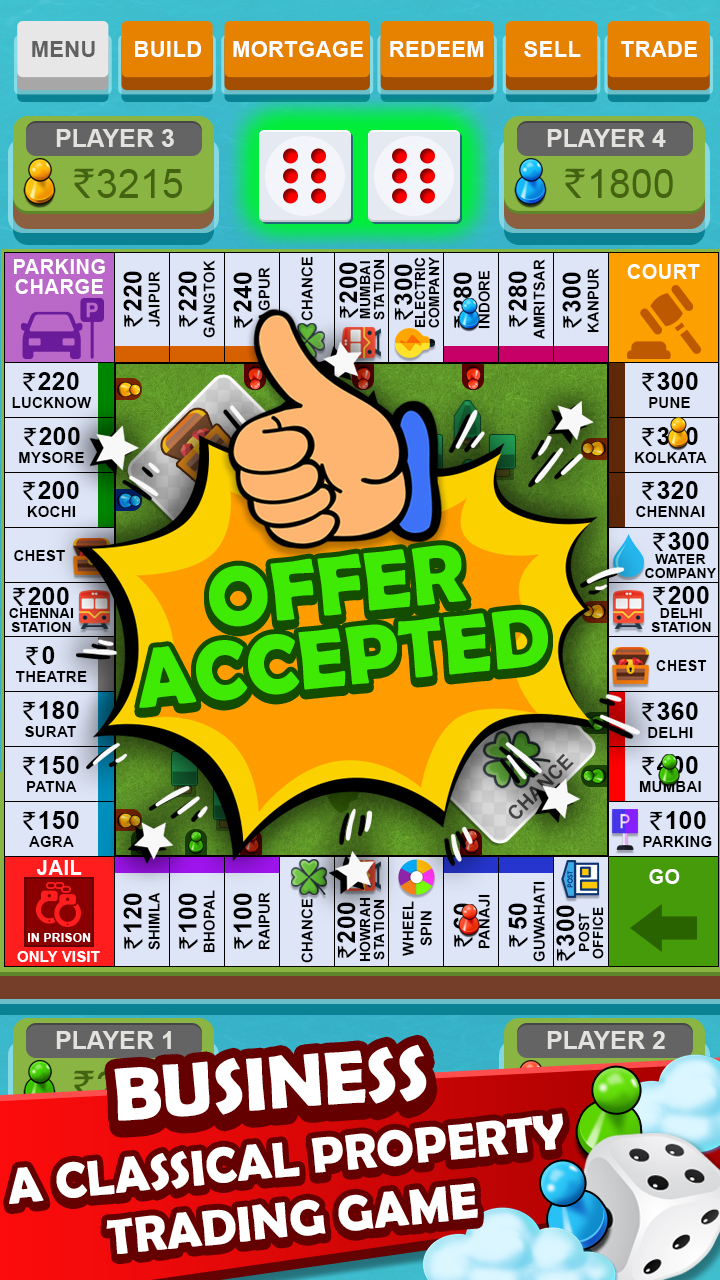 MENU
BUILD
MORTGAGE
REDEEM
SELL
TRADE
PLAYER 3
₹3215
PLAYER 4
₹1800
PARKING
CHARGE
P
₹220
JAIPUR
₹220
GANGTOK
₹240
CHANCE
₹200
MUMBAI
STATION
₹300
ELECTRIC
COMPANY
INDORE
₹280
AMRITSAR
₹300
KANPUR
COURT
₹220
LUCKNOW
₹200
MYSORE
₹200
KOCHI
CHEST
₹200
CHENNAI
STATION
₹0
THEATRE
₹180
SURAT
₹150
PATNA
₹150
AGRA
₹300
PUNE
KOLKATA
₹320
CHENNAI
₹300
WATER
COMPANY
₹200
DELHI
STATION
CHEST
₹360
DELHI
MUMBAI
P
₹100
PARKING
OFFER
ACCEPTED
CHANCE
JAIL
IN PRISON
ONLY VISIT
₹120
SHIMLA
₹100
BHOPAL
₹100
RAIPUR
CHANCE
₹200
HOWRAH
STATION
WHEEL
SPIN
PANAJI
₹50
GUWAHATI
₹300
POST
OFFICE
POST
GO
PLAYER 1
PLAYER 2
BUSINESS
A CLASSICAL PROPERTY
TRADING GAME